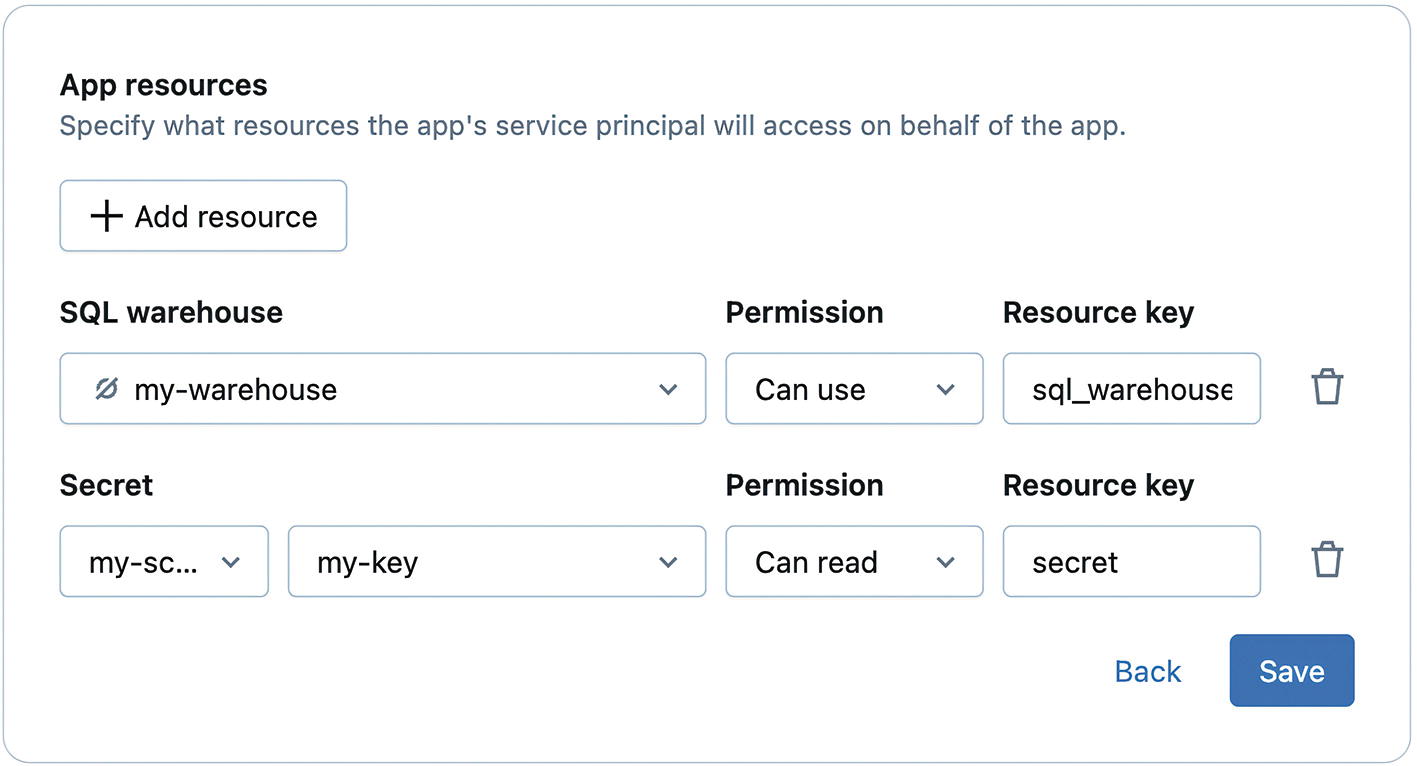 App resources
Specify what resources the app's service principal will access on behalf of the app.
Add resource
SQL warehouse Permission Resource key
my-warehouse Can use sql_warehouse
Secret Permission Resource key
my-sc... my-key Can read secret
Back Save